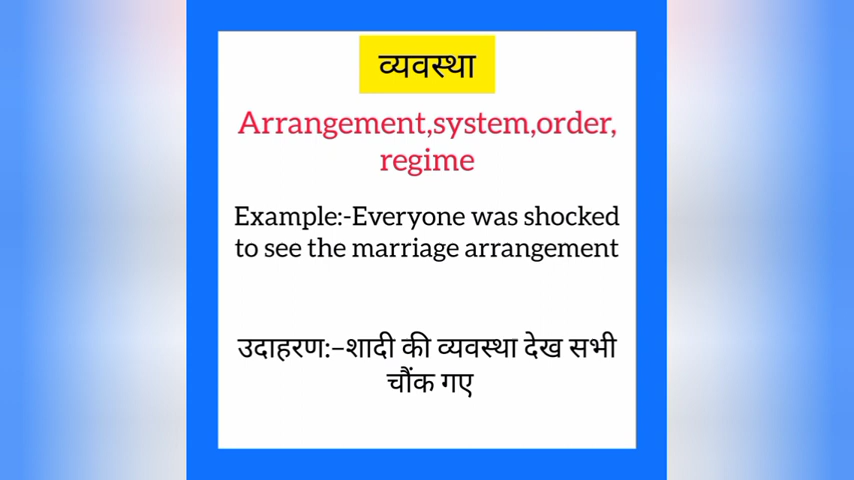 व्यवस्था
Arrangement,system,order,
regime
Example:-Everyone was shocked
to see the marriage arrangement
उदाहरण:–शादी की व्यवस्था देख सभी
चौंक गए